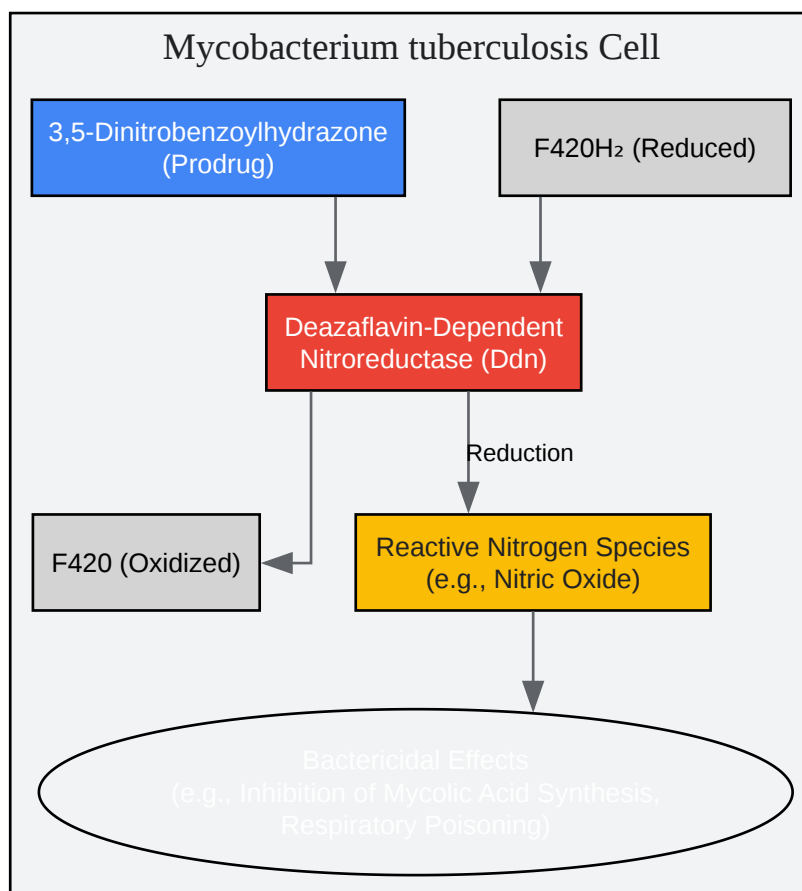 Mycobacterium tuberculosis Cell
3,5-Dinitrobenzoylhydrazone
(Prodrug)
F420H₂ (Reduced)
Deazaflavin-Dependent
Nitroreductase (Ddn)
Reduction
F420 (Oxidized)
Reactive Nitrogen Species
(e.g., Nitric Oxide)
Bactericidal Effects
(e.g., Inhibition of Mycolic Acid Synthesis,
Respiratory Poisoning)